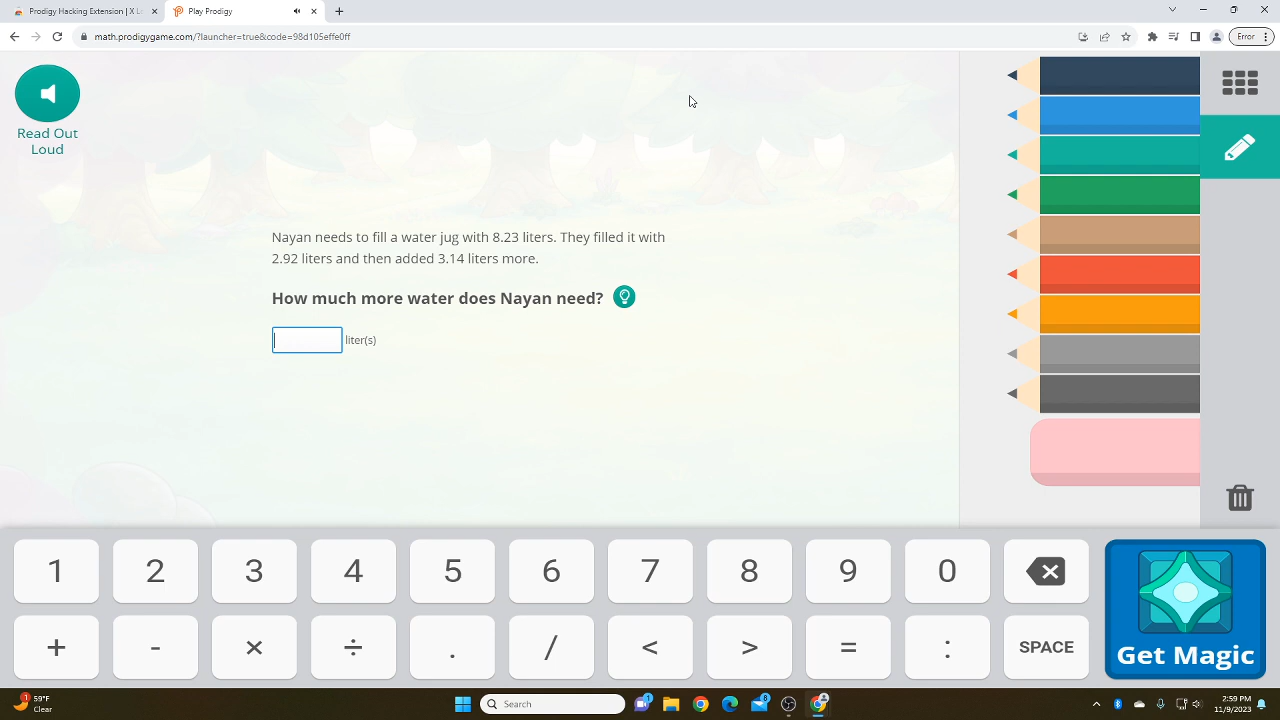 Prodigy Hacking Extension | X L
Play Prodigy
math.prodigygame.com/?launcher=true&code=98d105effe0ff
Error
Read Out
Loud
Nayan needs to fill a water jug with 8.23 liters. They filled it with
2.92 liters and then added 3.14 liters more.
How much more water does Nayan need?
liter(s)
1 2 3 4 5 6 7 8 9 0
+ - × ÷ . / < > = : SPACE
Get Magic
1
59°F
Clear
Search
1
8
2:59 PM
11/9/2023